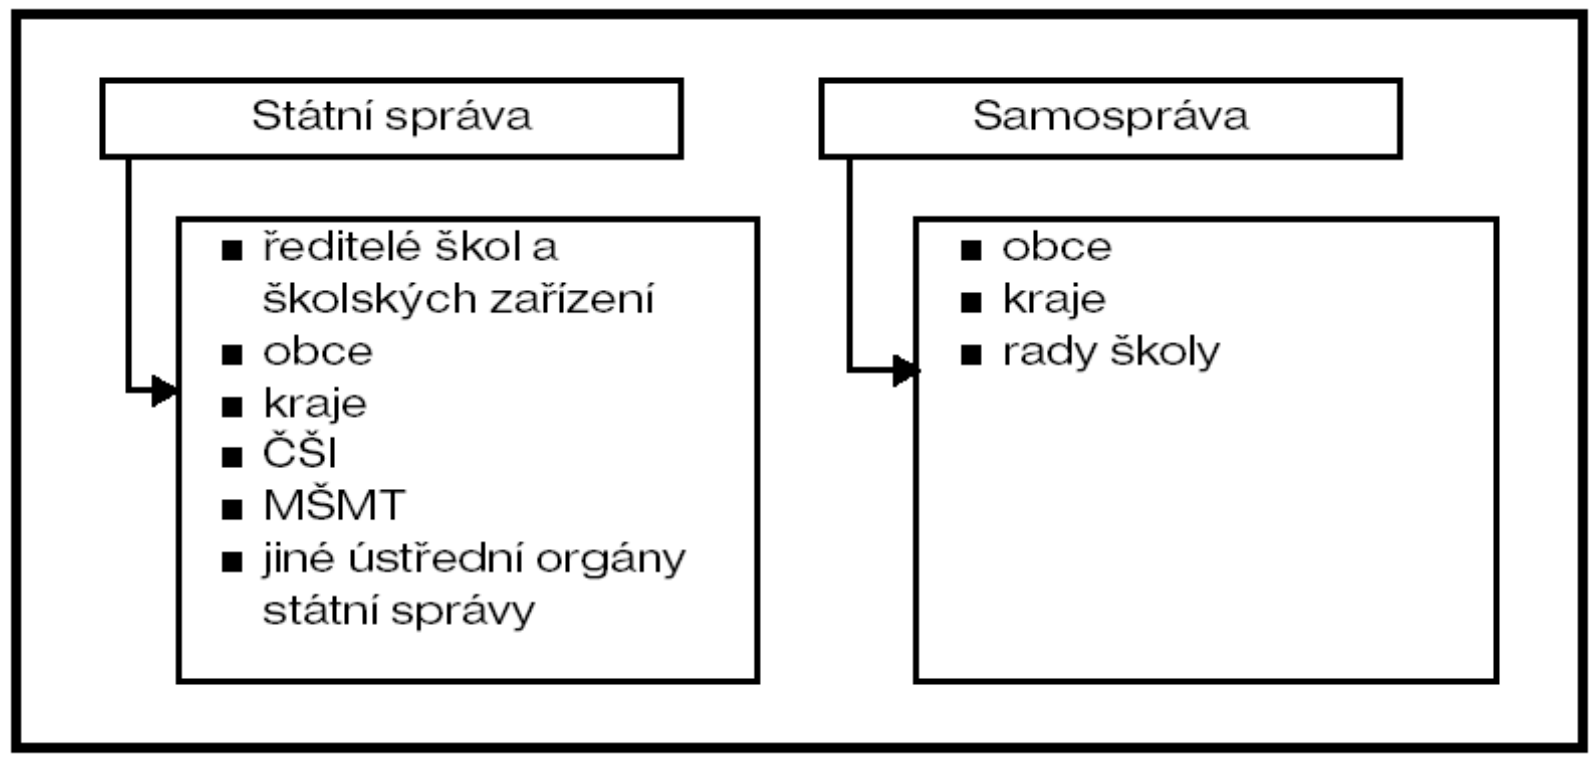 Státní správa
■ ředitelé škol a
školských zařízení
■ obce
■ kraje
■ ČŠI
■ MŠMT
■ jiné ústřední orgány
státní správy
Samospráva
■ obce
■ kraje
■ rady školy